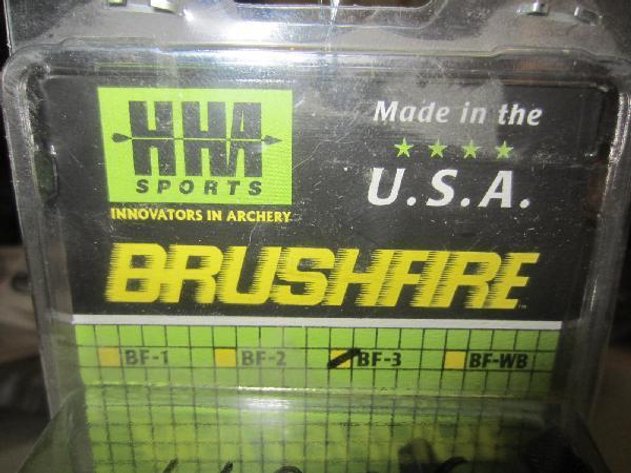 HHA
SPORTS
INNOVATORS IN ARCHERY
Made in the
U.S.A.
BRUSHFIRE
BF-1 BF-2 BF-3 BF-WB